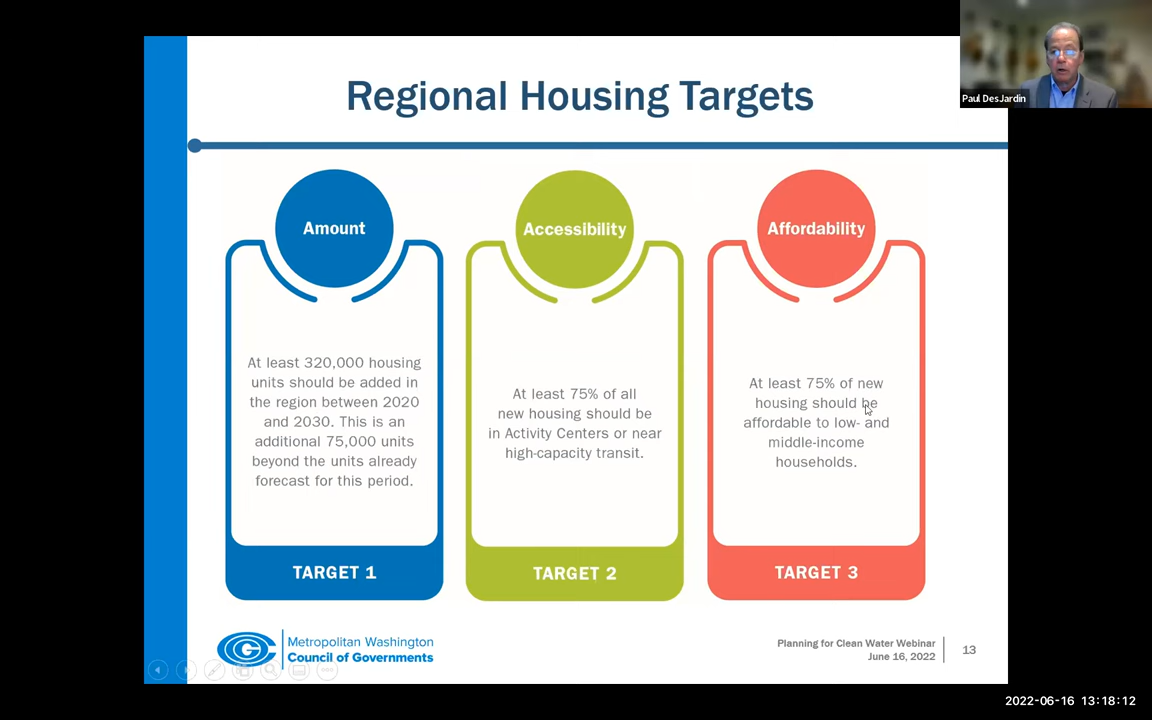 Regional Housing Targets
Paul DesJardin
Amount
At least 320,000 housing
units should be added in
the region between 2020
and 2030. This is an
additional 75,000 units
beyond the units already
forecast for this period.
TARGET 1
Accessibility
At least 75% of all
new housing should be
in Activity Centers or near
high-capacity transit.
TARGET 2
Affordability
At least 75% of new
housing should be
affordable to low- and
middle-income
households.
TARGET 3
Metropolitan Washington
Council of Governments
Planning for Clean Water Webinar
June 16, 2022
13
2022-06-16 13:18:12